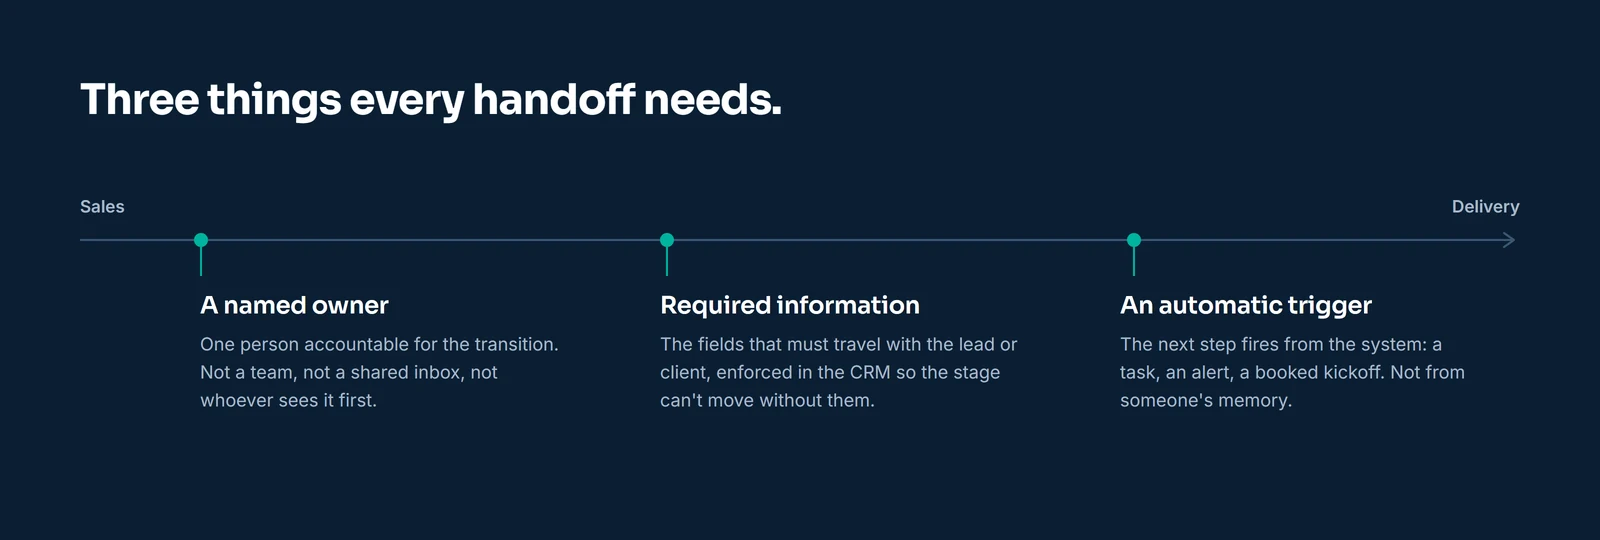 Three things every handoff needs.
Sales
Delivery
A named owner
One person accountable for the transition.
Not a team, not a shared inbox, not
whoever sees it first.
Required information
The fields that must travel with the lead or
client, enforced in the CRM so the stage
can't move without them.
An automatic trigger
The next step fires from the system: a
task, an alert, a booked kickoff. Not from
someone's memory.